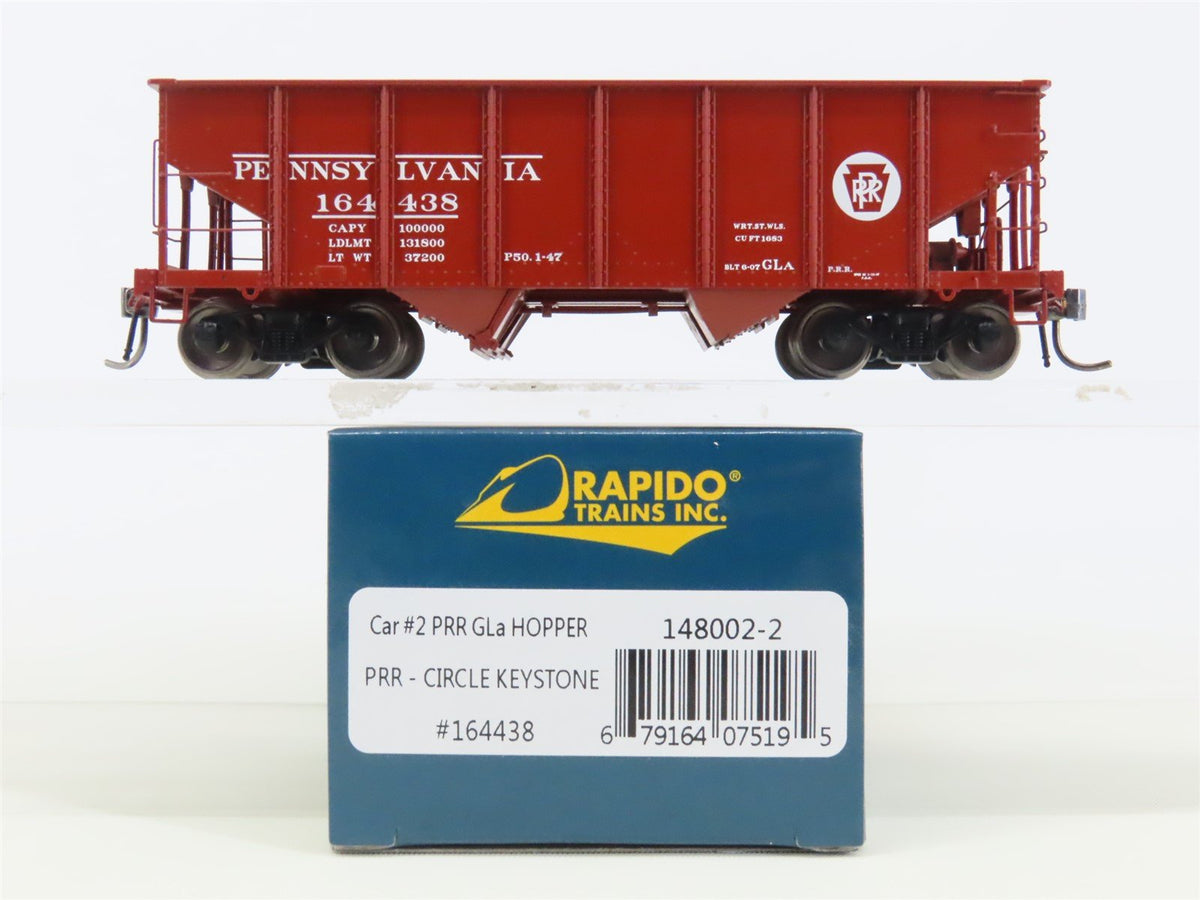 PENNSYLVANIA
164438
CAPY 100000
LDLMT 131800
LT WT 37200
P50.1-47
WRT.ST.WLS.
CU FT 1683
BLT 6-07 GLA
P.R.R.
PRR
RAPIDO®
TRAINS INC.
Car #2 PRR GLa HOPPER
148002-2
PRR - CIRCLE KEYSTONE
#164438
6 79164 07519 5